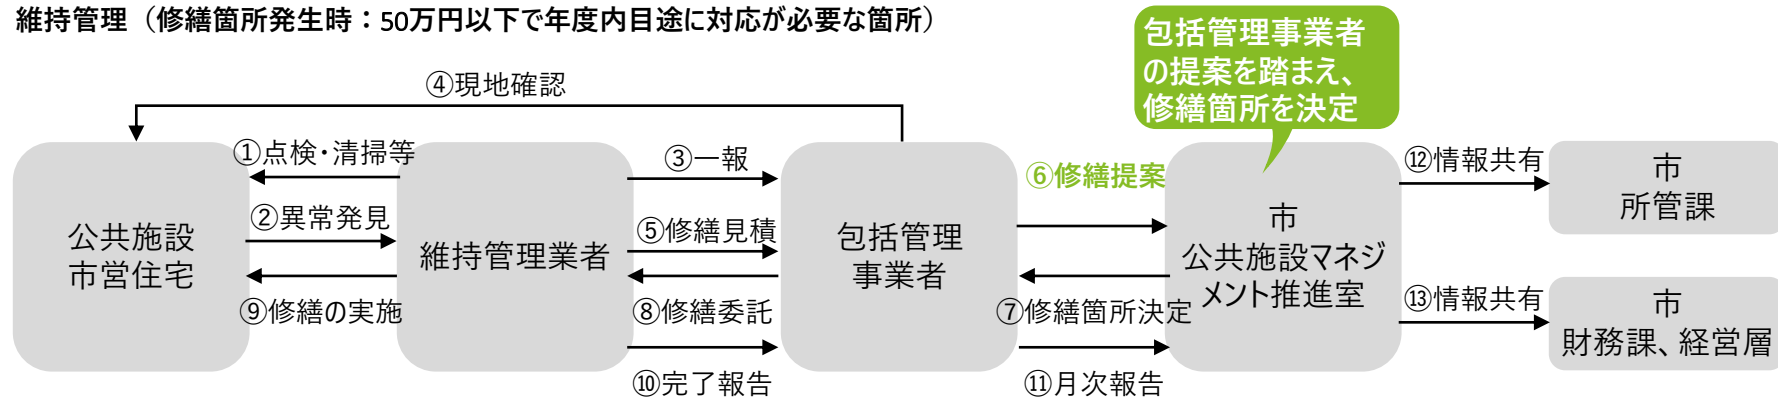 維持管理（修繕箇所発生時：50万円以下で年度内目途に対応が必要な箇所）
包括管理事業者
の提案を踏まえ、
修繕箇所を決定
④現地確認
①点検・清掃等
②異常発見
③一報
⑤修繕見積
⑥修繕提案
⑫情報共有
公共施設
市営住宅
維持管理業者
包括管理
事業者
市
公共施設マネジ
メント推進室
市
所管課
⑨修繕の実施
⑧修繕委託
⑦修繕箇所決定
⑬情報共有
市
財務課、経営層
⑩完了報告
⑪月次報告